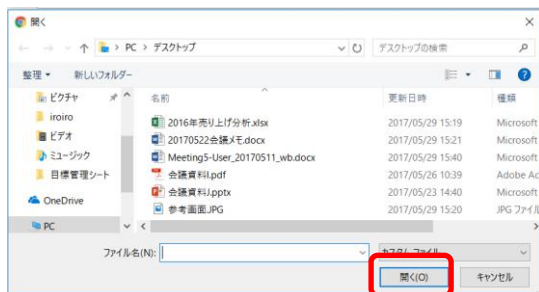 開く
PC > デスクトップ
デスクトップの検索
整理
新しいフォルダー
名前
更新日時
種類
ピクチャ
iroiro
ビデオ
ミュージック
目標管理シート
OneDrive
PC
2016年売り上げ分析.xlsx 2017/05/29 15:19 Microsoft
20170522会議メモ.docx 2017/05/29 15:21 Microsoft
Meeting5-User_20170511_wb.docx 2017/05/29 15:40 Microsoft
会議資料I.pdf 2017/05/26 10:39 Adobe Ac
会議資料J.pptx 2017/05/23 14:40 Microsoft
参考画面.JPG 2017/05/29 15:20 JPG ファイル
ファイル名(N):
カスタム ファイル
開く(O)
キャンセル